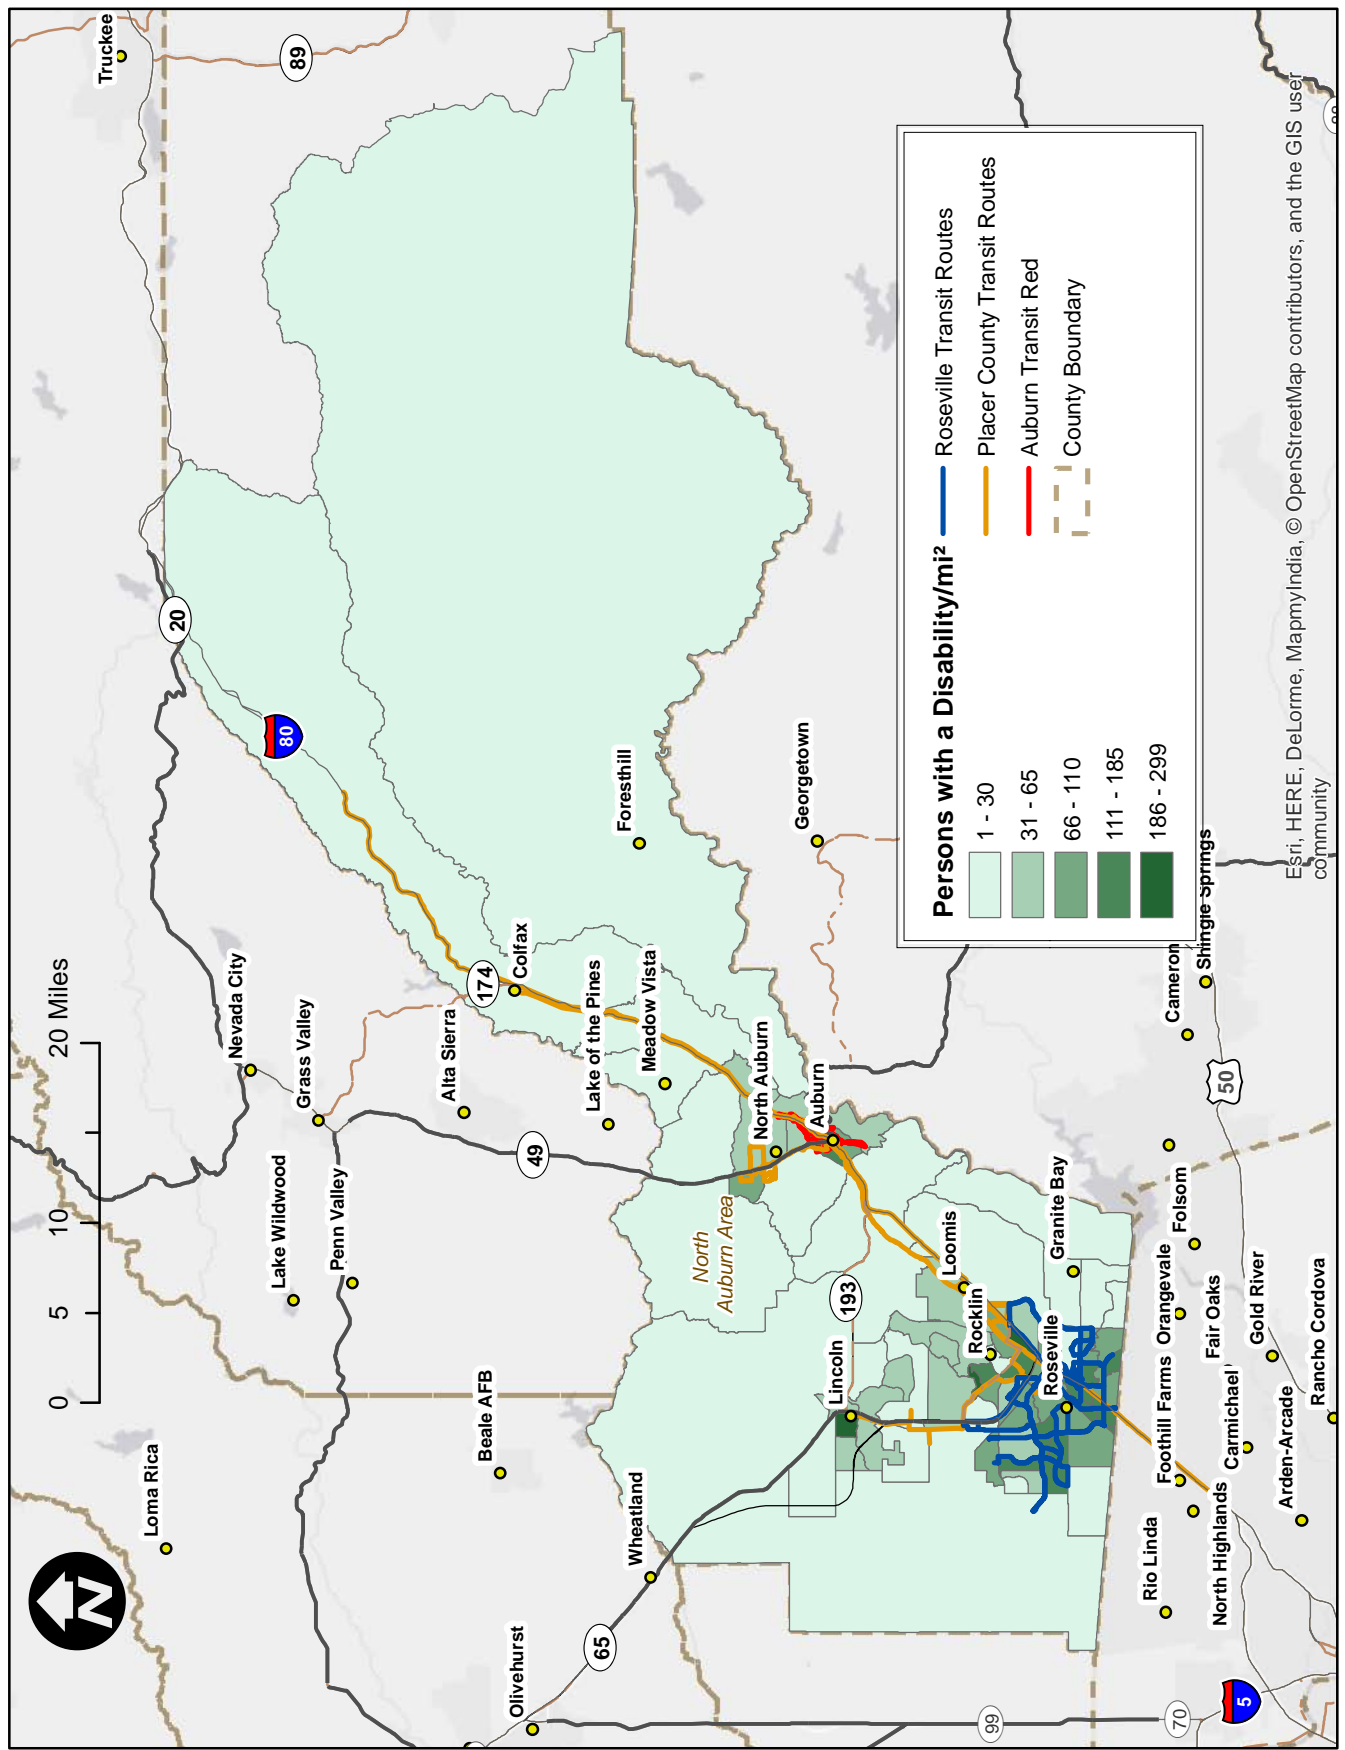 Truckee
89
20
80
Nevada City
Grass Valley
Lake Wildwood
Penn Valley
Loma Rica
Beale AFB
Alta Sierra
49
174
Colfax
Lake of the Pines
Meadow Vista
Foresthill
Georgetown
North Auburn
Auburn
North
Auburn Area
Wheatland
Olivehurst
65
Lincoln
193
Loomis
Rocklin
Roseville
Granite Bay
Folsom
Orangevale
Fair Oaks
Gold River
Rancho Cordova
Foothill Farms
Carmichael
Arden-Arcade
North Highlands
Rio Linda
Cameron
Shingle Springs
50
99
70
5
0 5 10 20 Miles
N
Persons with a Disability/mi²
1 - 30
31 - 65
66 - 110
111 - 185
186 - 299
Roseville Transit Routes
Placer County Transit Routes
Auburn Transit Red
County Boundary
Esri, HERE, DeLorme, MapmyIndia, © OpenStreetMap contributors, and the GIS user
community